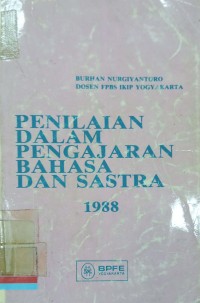 BURHAN NURGIYANTORO
DOSEN FPBS IKIP YOGYAKARTA
PENILAIAN
DALAM
PENGAJARAN
BAHASA
DAN SASTRA
1988
BPFE
YOGYAKARTA